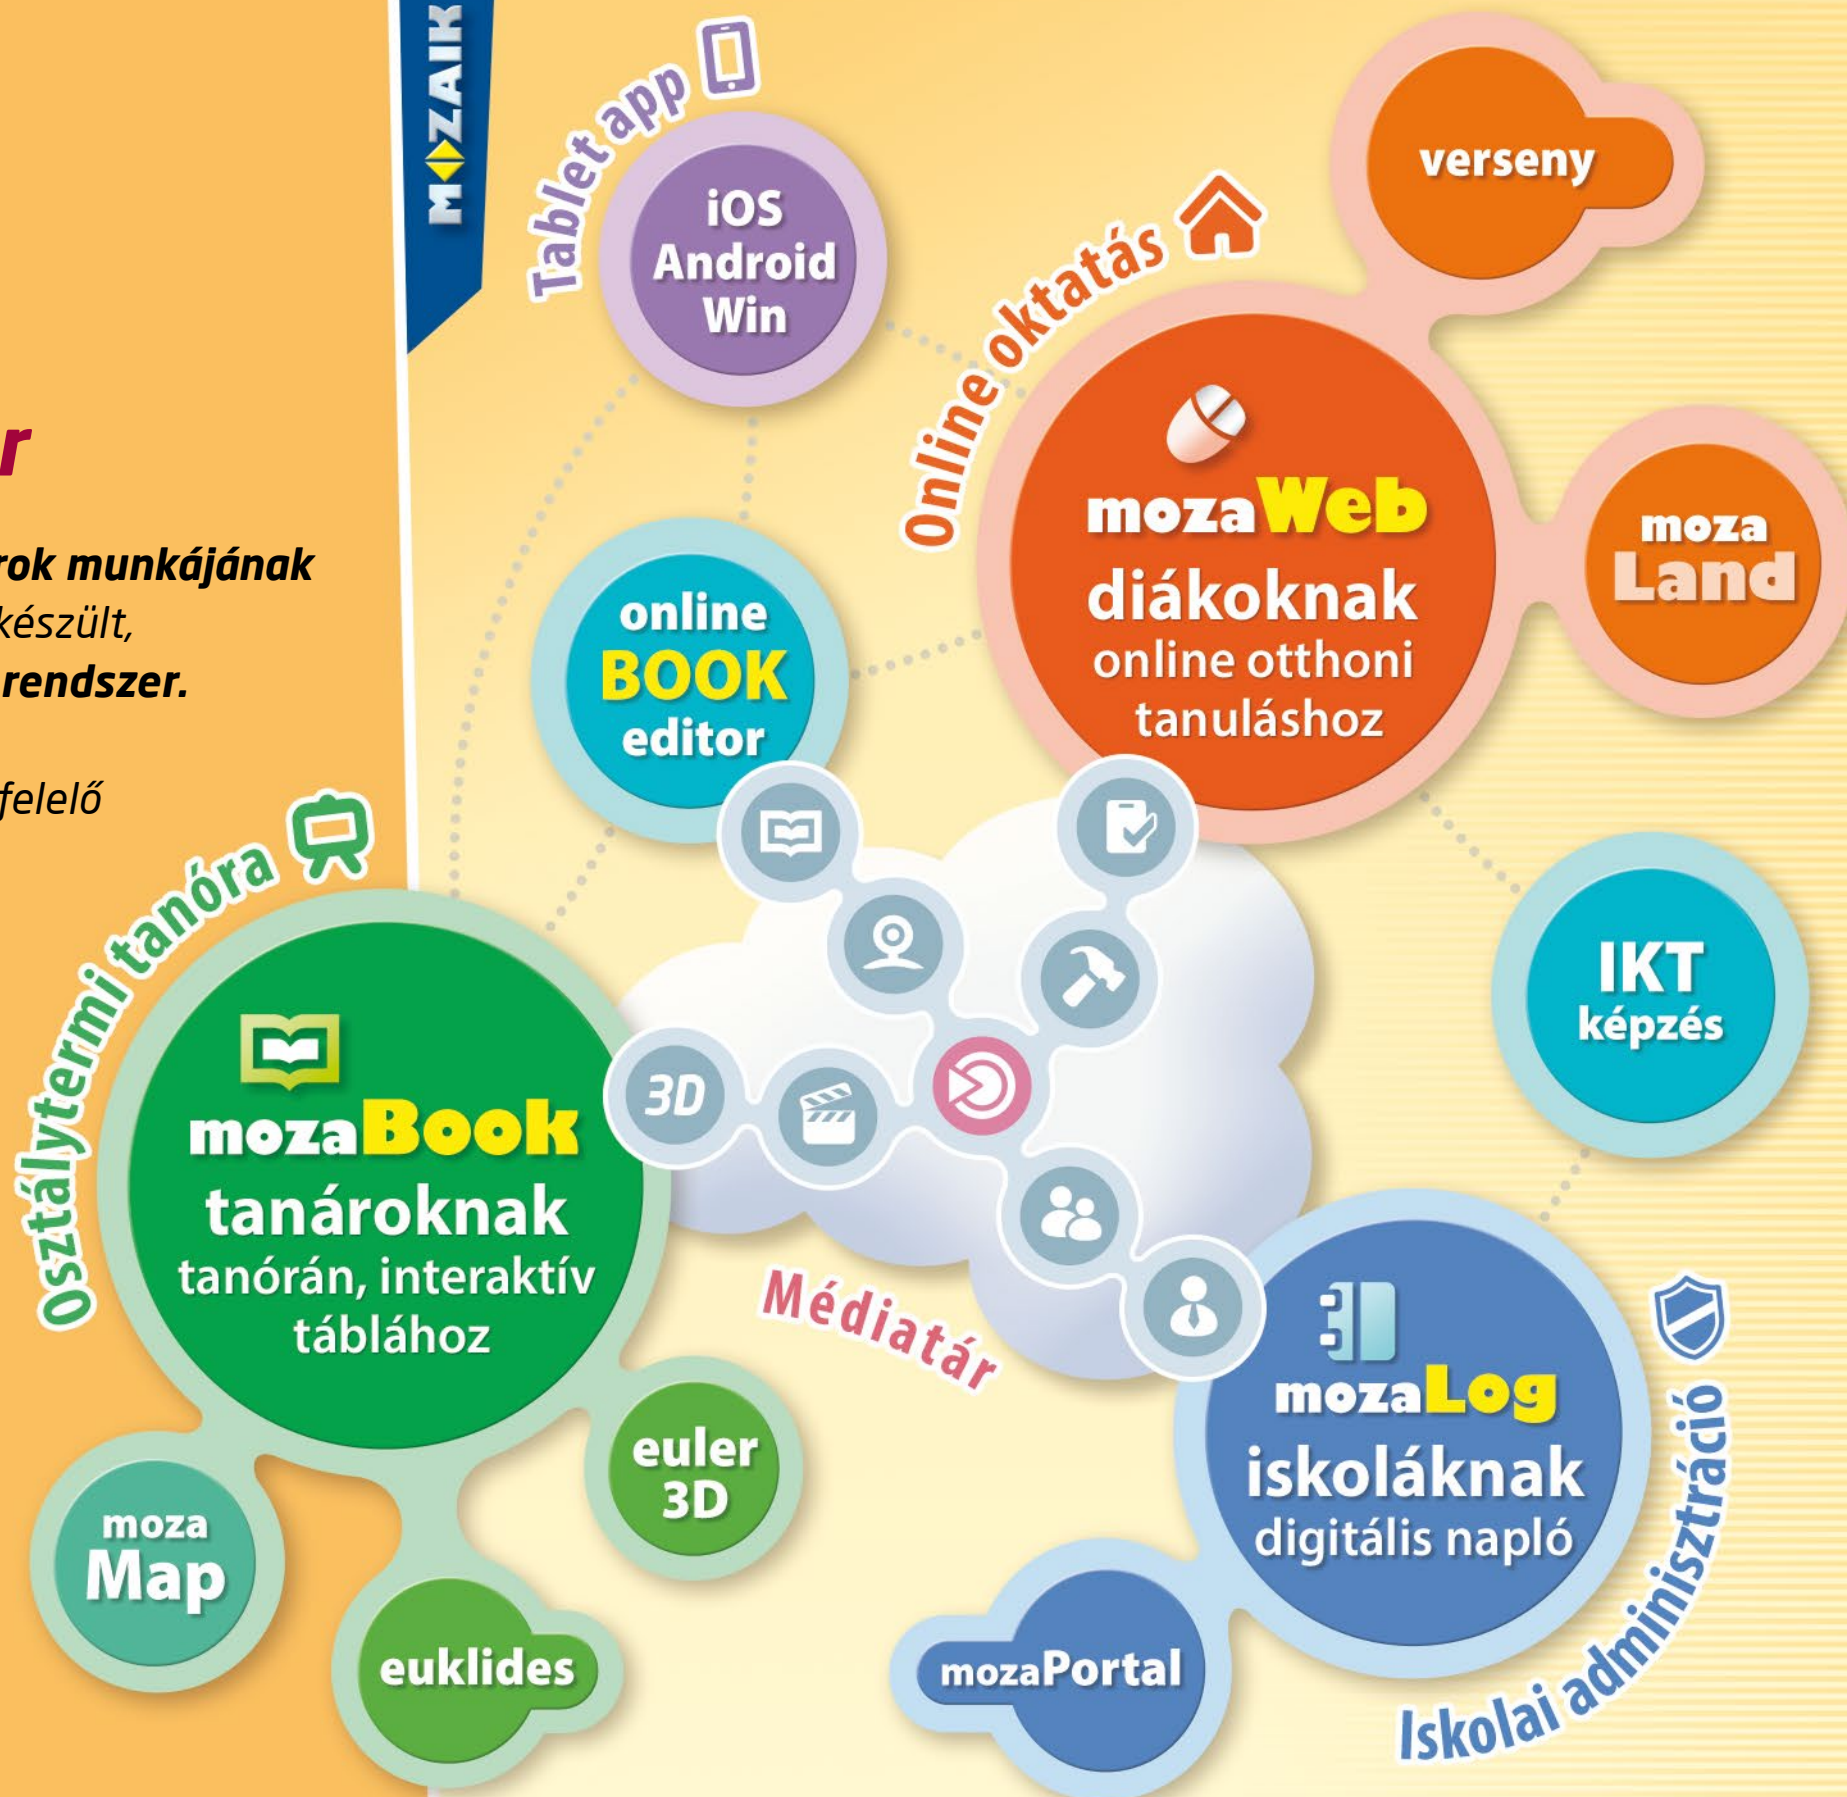 MOZAIK
Tablet app
iOS
Android
Win
verseny
Online oktatás
mozaWeb
diákoknak
online otthoni
tanuláshoz
moza
Land
munkájának
készült,
rendszer.
online
BOOK
editor
Osztálytermi tanóra
mozaBook
tanároknak
tanórán, interaktív
táblához
3D
IKT
képzés
Médiatár
mozaLog
iskoláknak
digitális napló
Iskolai adminisztráció
euler
3D
moza
Map
euklides
mozaPortal